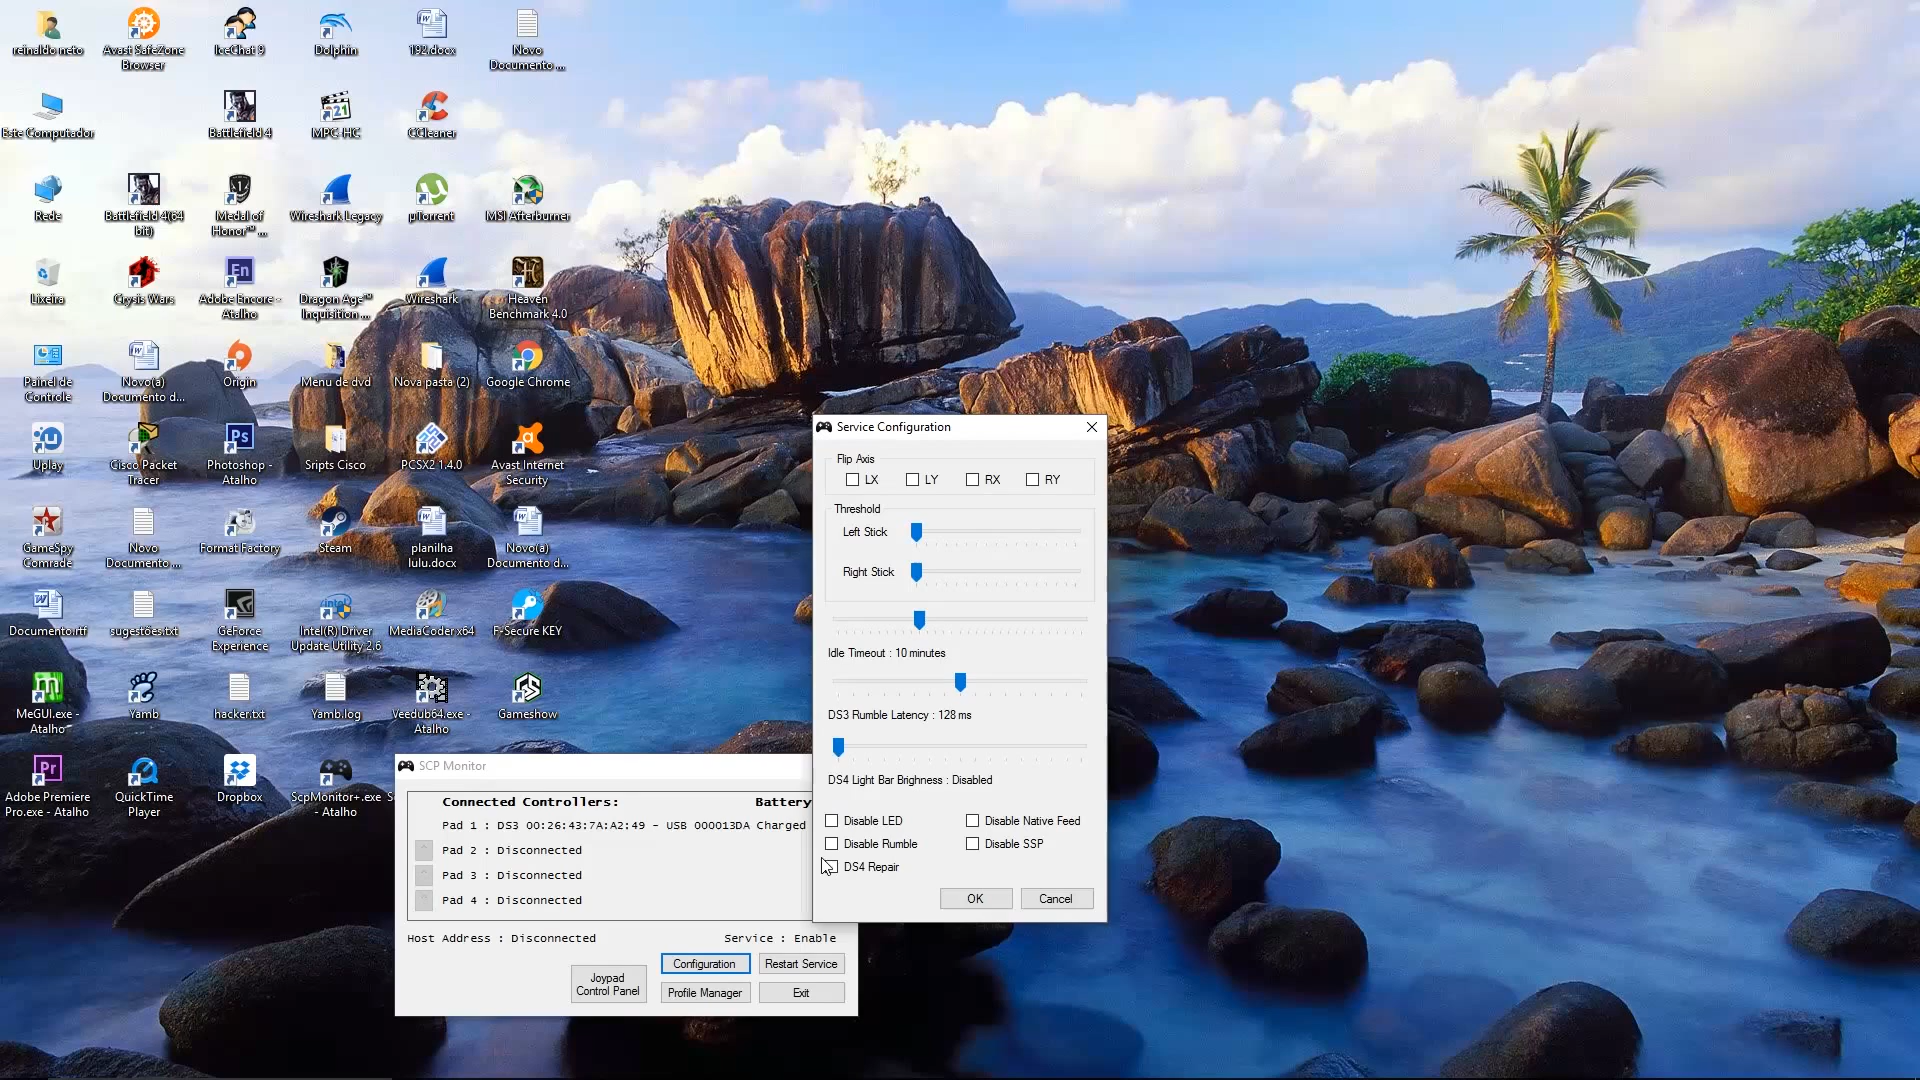 reinaldo neto
Avast SafeZone
Browser
IceChat 9
Dolphin
192.docx
Novo
Documento ...
Este Computador
Battlefield 4
MPC-HC
CCleaner
Rede
Battlefield 4(64
bit)
Medal of
Honor™ ...
Wireshark Legacy
µTorrent
MSI Afterburner
Lixeira
Crysis Wars
Adobe Encore -
Atalho
Dragon Age™
Inquisition ...
Wireshark
Heaven
Benchmark 4.0
Painel de
Controle
Novo(a)
Documento d...
Origin
Menu de dvd
Nova pasta (2)
Google Chrome
Uplay
Cisco Packet
Tracer
Photoshop -
Atalho
Sripts Cisco
PCSX2 1.4.0
Avast Internet
Security
GameSpy
Comrade
Novo
Documento ...
Format Factory
Steam
planilha
lulu.docx
Novo(a)
Documento d...
Documento.rtf
sugestões.txt
GeForce
Experience
Intel(R) Driver
Update Utility 2.6
MediaCoder x64
F-Secure KEY
MeGUI.exe -
Atalho
Yamb
hacker.txt
Yamb.log
Veedub64.exe -
Atalho
Gameshow
Adobe Premiere
Pro.exe - Atalho
QuickTime
Player
Dropbox
ScpMonitor+.exe
- Atalho
Service Configuration
Flip Axis
LX LY RX RY
Threshold
Left Stick
Right Stick
Idle Timeout : 10 minutes
DS3 Rumble Latency : 128 ms
DS4 Light Bar Brighness : Disabled
Disable LED Disable Native Feed
Disable Rumble Disable SSP
DS4 Repair
OK Cancel
SCP Monitor
Connected Controllers: Battery
Pad 1 : DS3 00:26:43:7A:A2:49 - USB 000013DA Charged
Pad 2 : Disconnected
Pad 3 : Disconnected
Pad 4 : Disconnected
Host Address : Disconnected Service : Enable
Joypad
Control Panel
Configuration Restart Service
Profile Manager Exit